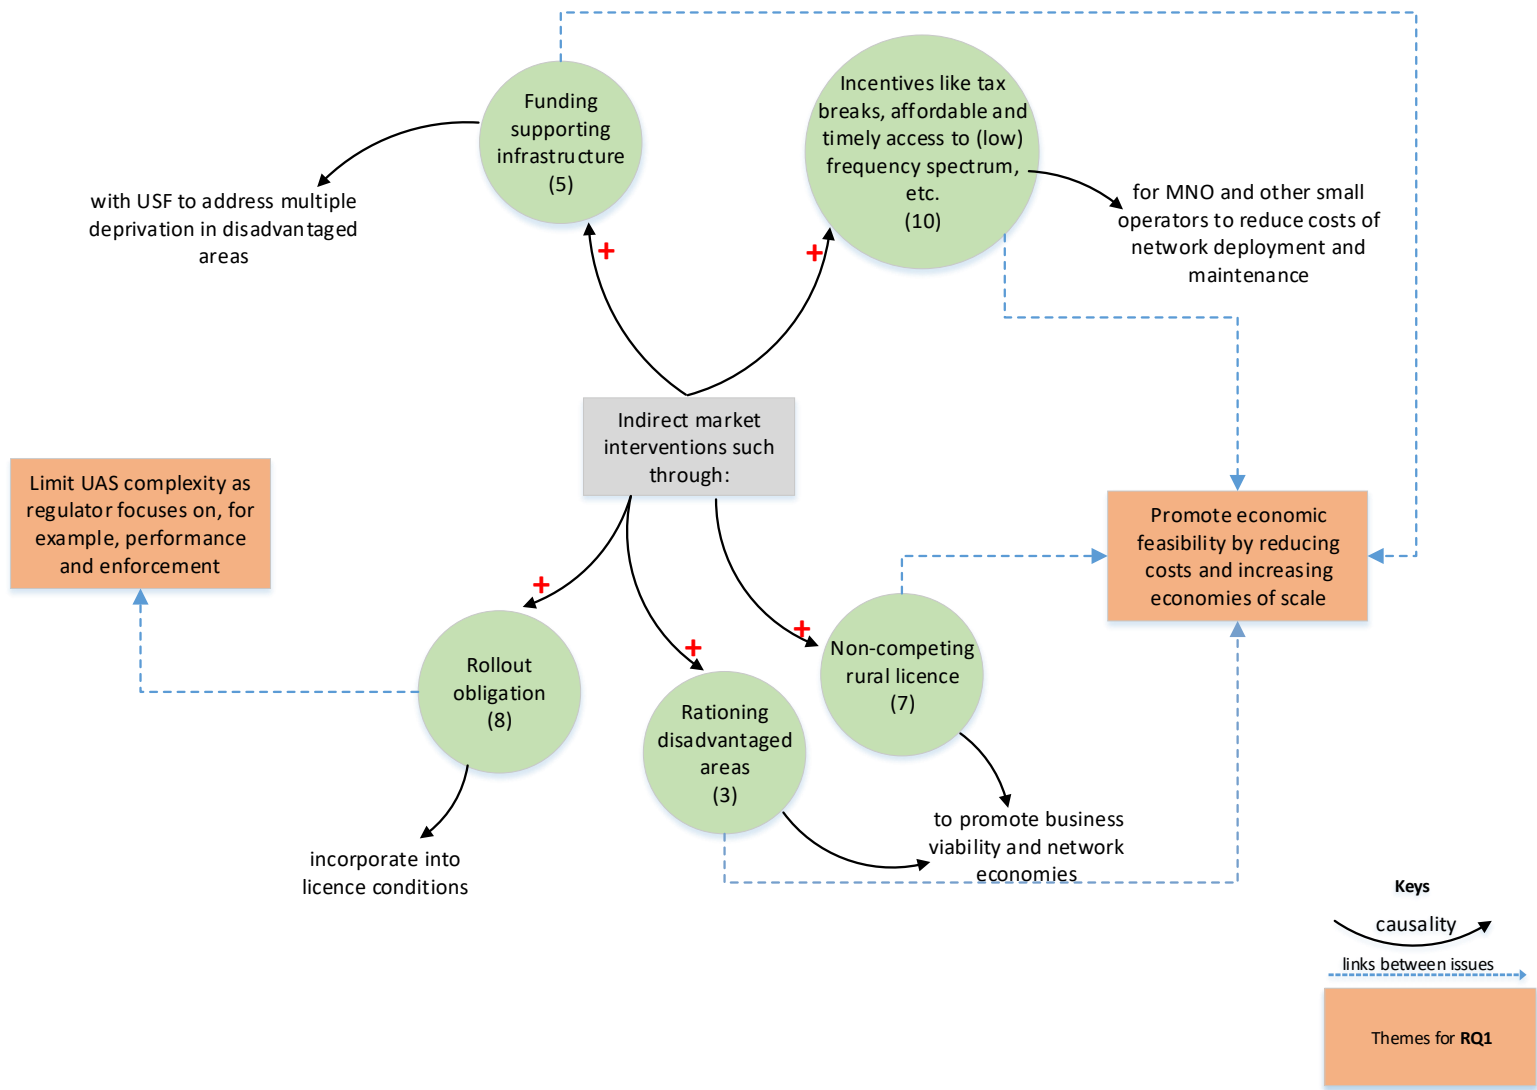 Funding
supporting
infrastructure
(5)
Incentives like tax
breaks, affordable and
timely access to (low)
frequency spectrum,
etc.
(10)
with USF to address multiple
deprivation in disadvantaged
areas
for MNO and other small
operators to reduce costs of
network deployment and
maintenance
+
+
Indirect market
interventions such
through:
Limit UAS complexity as
regulator focuses on, for
example, performance
and enforcement
Promote economic
feasibility by reducing
costs and increasing
economies of scale
+
+
+
Rollout
obligation
(8)
Rationing
disadvantaged
areas
(3)
Non-competing
rural licence
(7)
incorporate into
licence conditions
to promote business
viability and network
economies
Keys
causality
links between issues
Themes for RQ1